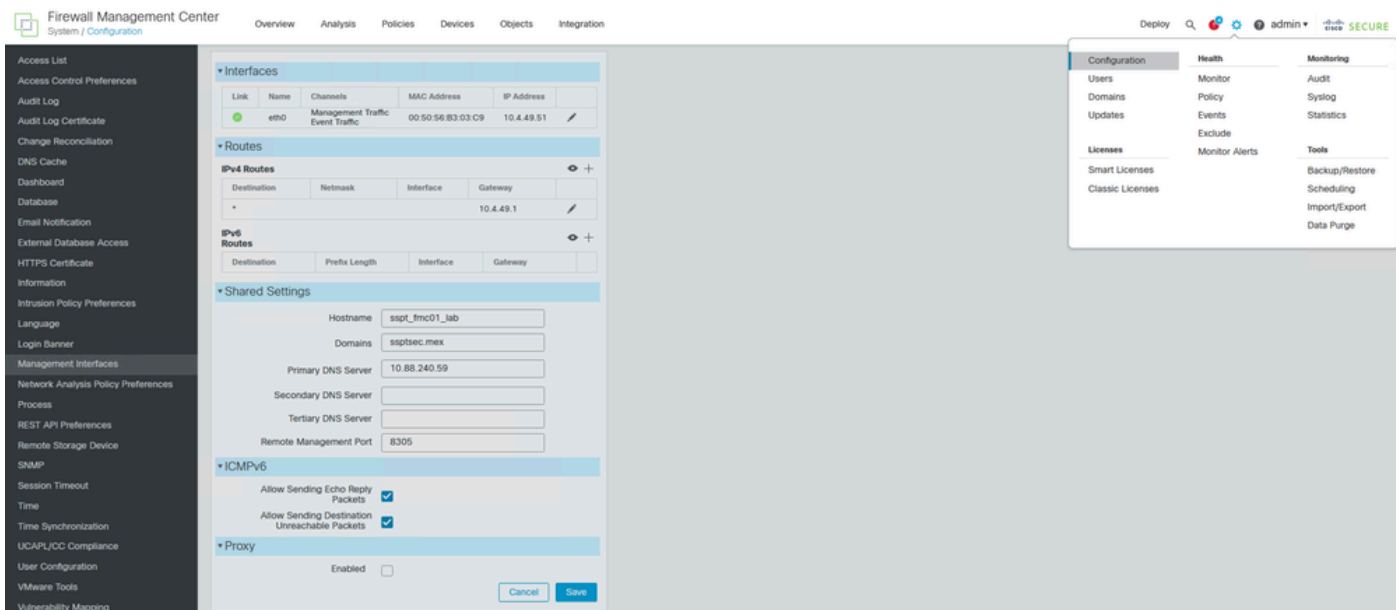 Firewall Management Center
System / Configuration
Overview Analysis Policies Devices Objects Integration
Deploy admin CISCO SECURE
Access List
Access Control Preferences
Audit Log
Audit Log Certificate
Change Reconciliation
DNS Cache
Dashboard
Database
Email Notification
External Database Access
HTTPS Certificate
Information
Intrusion Policy Preferences
Language
Login Banner
Management Interfaces
Network Analysis Policy Preferences
Process
REST API Preferences
Remote Storage Device
SNMP
Session Timeout
Time
Time Synchronization
UCAPL/CC Compliance
User Configuration
VMware Tools
Vulnerability Mapping
Interfaces
Link Name Channels MAC Address IP Address
eth0 Management Traffic Event Traffic 00:50:56:B3:03:C9 10.4.49.51
Routes
IPv4 Routes
Destination Netmask Interface Gateway
* 10.4.49.1
IPv6
Routes
Destination Prefix Length Interface Gateway
Shared Settings
Hostname sspt_fmc01_lab
Domains ssptsec.mex
Primary DNS Server 10.88.240.59
Secondary DNS Server
Tertiary DNS Server
Remote Management Port 8305
ICMPv6
Allow Sending Echo Reply
Packets
Allow Sending Destination
Unreachable Packets
Proxy
Enabled
Cancel Save
Configuration
Users
Domains
Updates
Licenses
Smart Licenses
Classic Licenses
Health
Monitor
Policy
Events
Exclude
Monitor Alerts
Monitoring
Audit
Syslog
Statistics
Tools
Backup/Restore
Scheduling
Import/Export
Data Purge